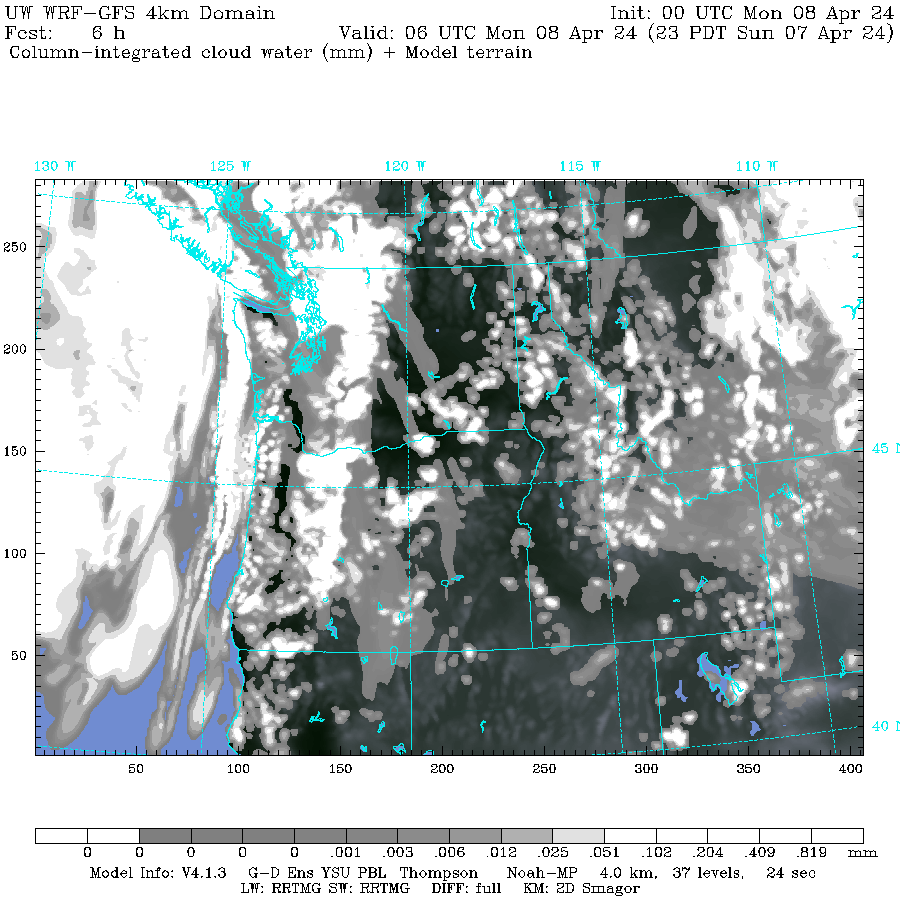 UW WRF-GFS 4km Domain Init: 00 UTC Mon 08 Apr 24
Fcst: 6 h Valid: 06 UTC Mon 08 Apr 24 (23 PDT Sun 07 Apr 24)
Column-integrated cloud water (mm) + Model terrain
130 W 125 W 120 W 115 W 110 W
250
200
150
45 N
100
50
40 N
50 100 150 200 250 300 350 400
0 0 0 0 0 .001 .003 .006 .012 .025 .051 .102 .204 .409 .819 mm
Model Info: V4.1.3 G-D Ens YSU PBL Thompson Noah-MP 4.0 km, 37 levels, 24 sec
LW: RRTMG SW: RRTMG DIFF: full KM: 2D Smagor